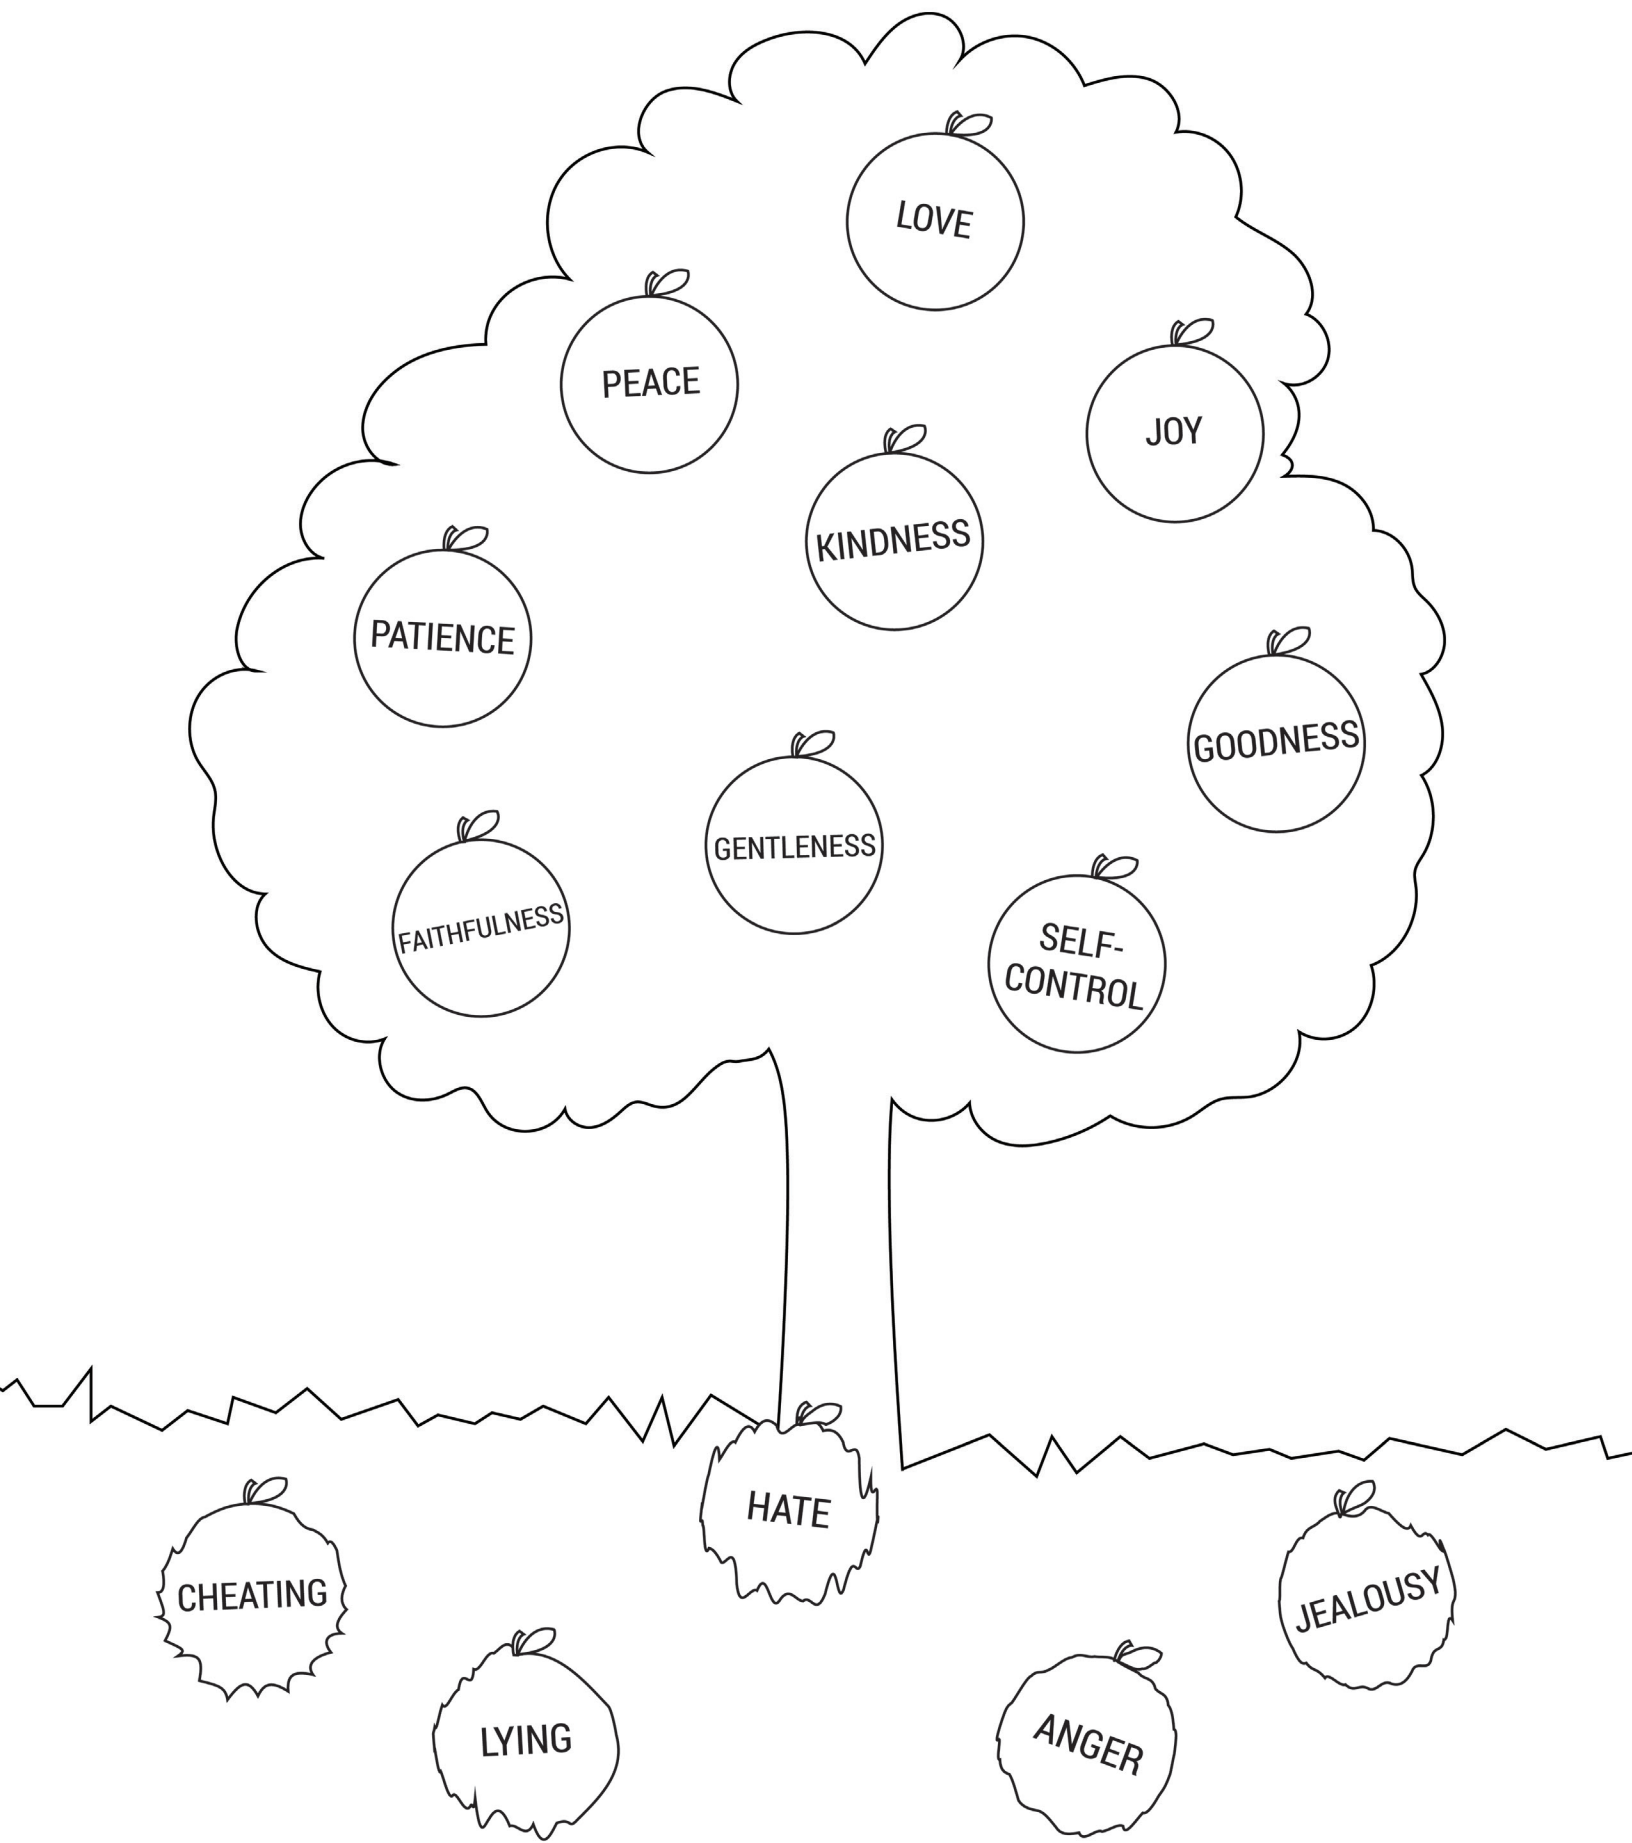 LOVE
PEACE
JOY
KINDNESS
PATIENCE
GOODNESS
GENTLENESS
FAITHFULNESS
SELF-
CONTROL
HATE
CHEATING
JEALOUSY
LYING
ANGER